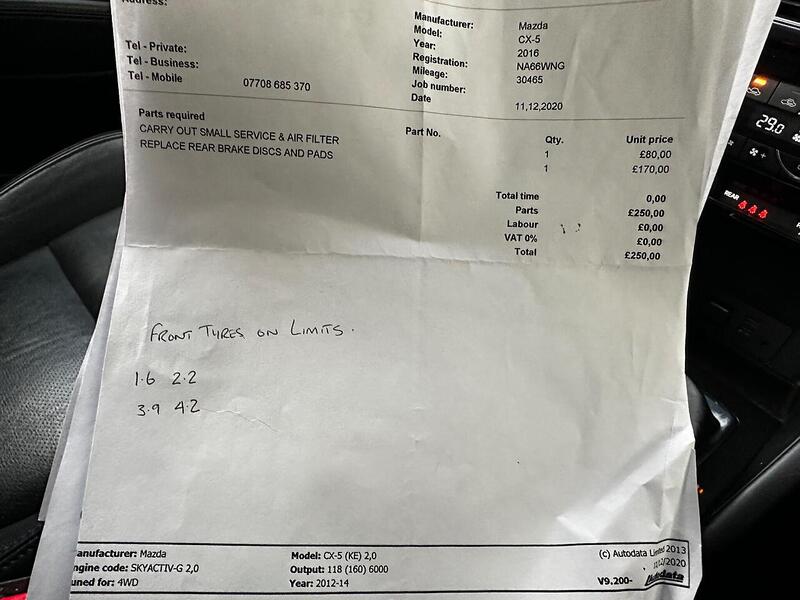 Address:
Manufacturer: Mazda
Model: CX-5
Year: 2016
Registration: NA66WNG
Mileage: 30465
Job number:
Date 11,12,2020
Tel - Private:
Tel - Business:
Tel - Mobile 07708 685 370
Parts required Part No. Qty. Unit price
CARRY OUT SMALL SERVICE & AIR FILTER 1 £80,00
REPLACE REAR BRAKE DISCS AND PADS 1 £170,00
Total time 0,00
Parts £250,00
Labour £0,00
VAT 0% £0,00
Total £250,00
FRONT TYRES ON LIMITS.
1.6 2.2
3.9 4.2
anufacturer: Mazda Model: CX-5 (KE) 2,0 (c) Autodata Limited 2013
ngine code: SKYACTIV-G 2,0 Output: 118 (160) 6000 12/2020
uned for: 4WD Year: 2012-14 V9.200- Autodata
29.0
REAR